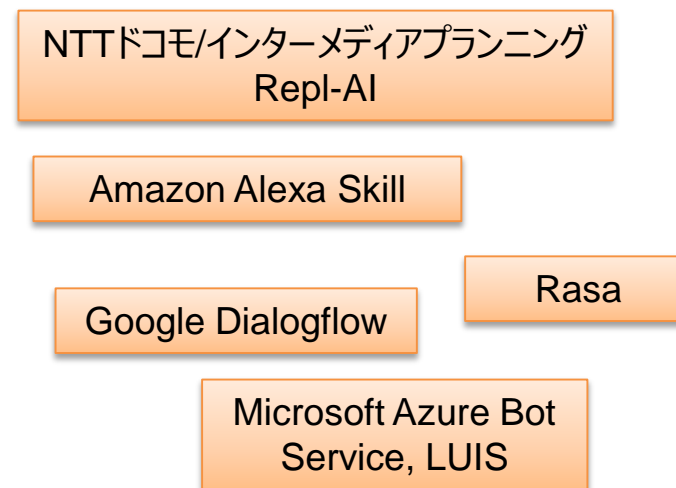 NTTドコモ/インターメディアプランニング
Repl-AI
Amazon Alexa Skill
Rasa
Google Dialogflow
Microsoft Azure Bot
Service, LUIS